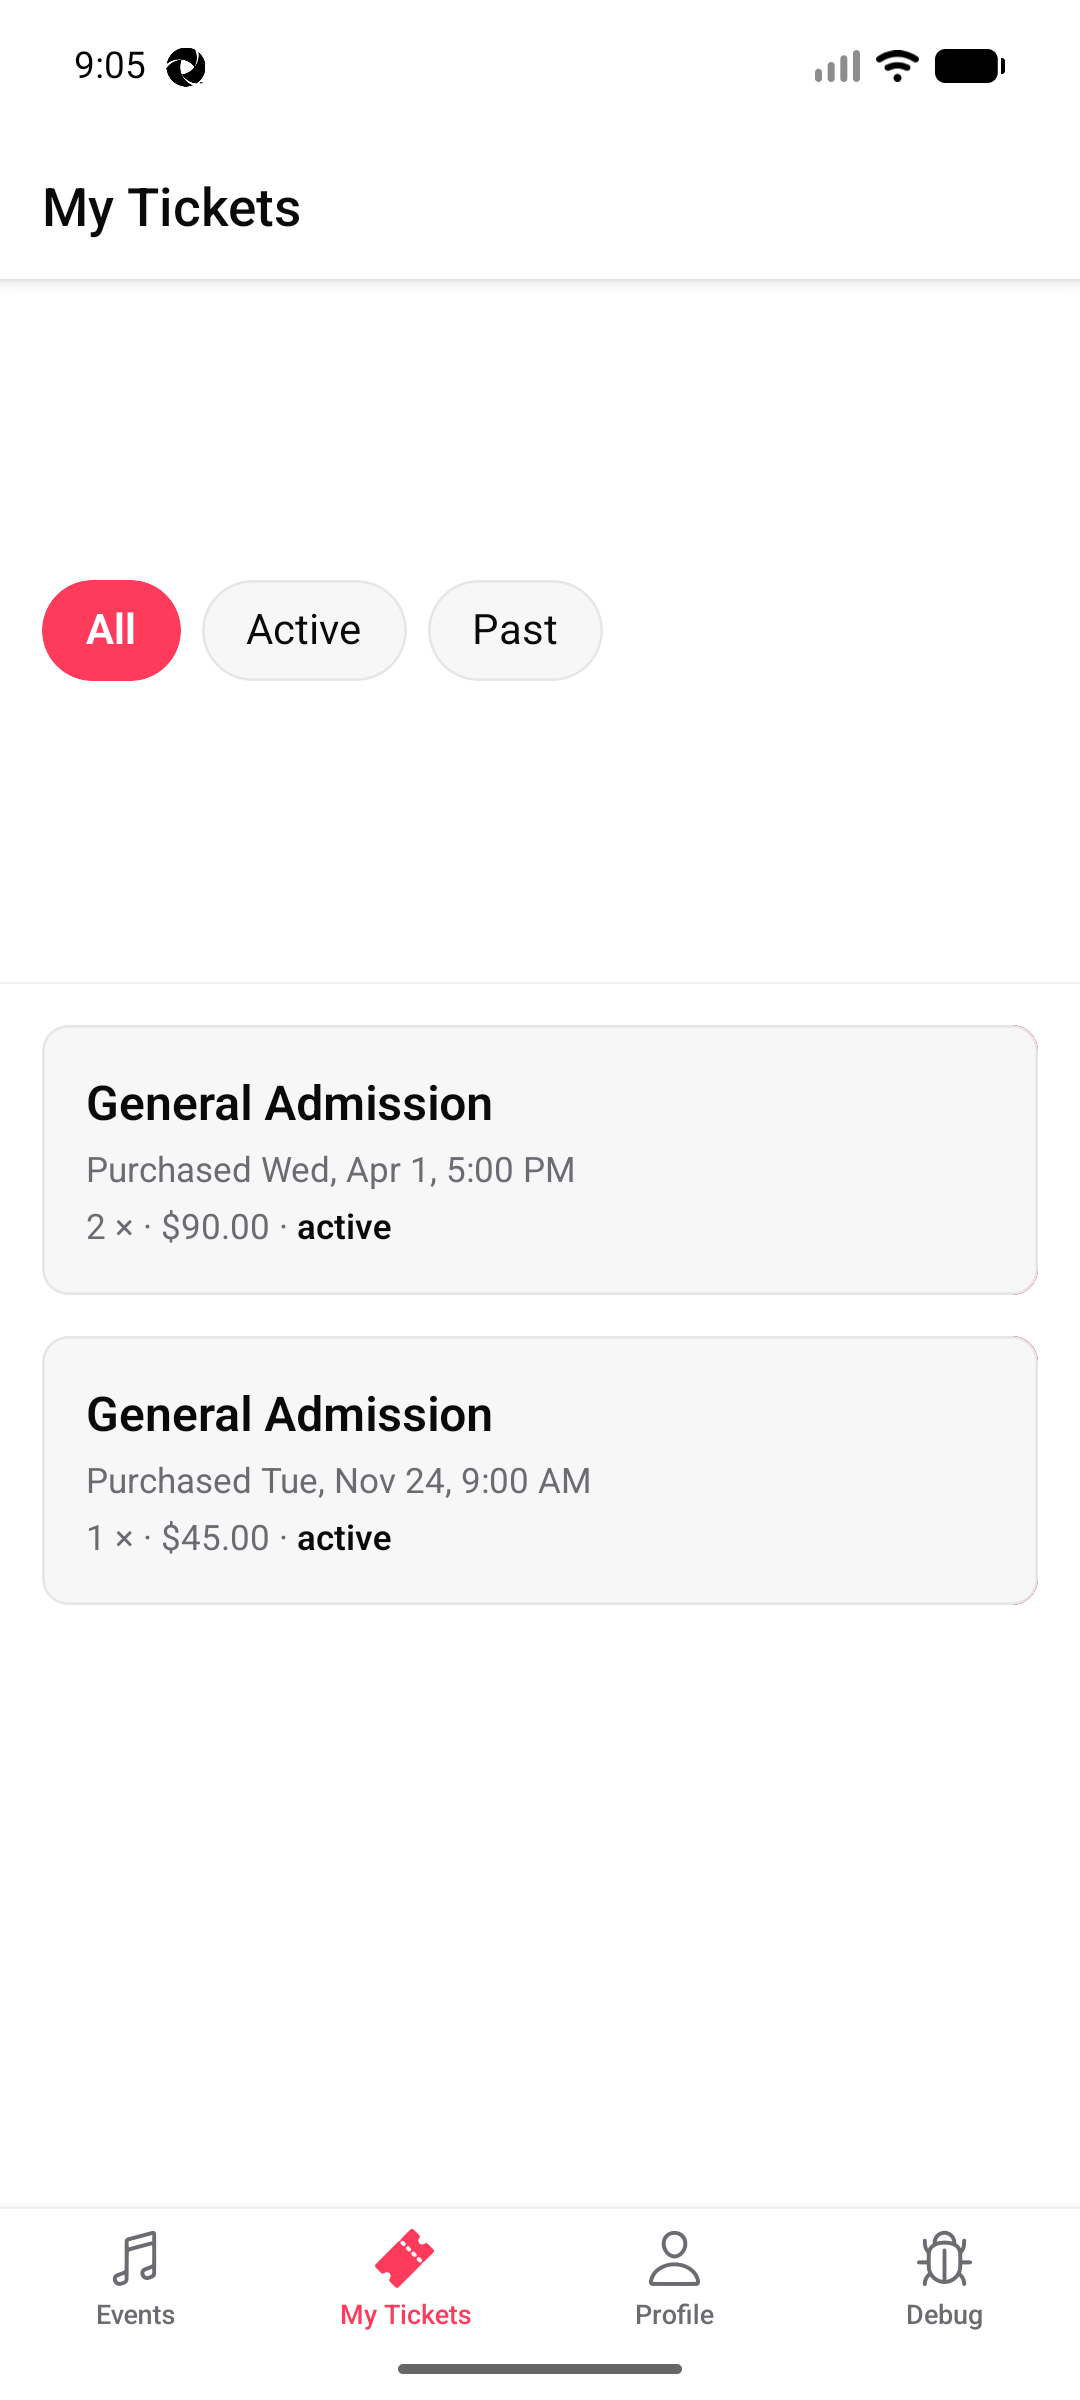 9:05
My Tickets
All
Active
Past
General Admission
Purchased Wed, Apr 1, 5:00 PM
2 × · $90.00 · active
General Admission
Purchased Tue, Nov 24, 9:00 AM
1 × · $45.00 · active
Events
My Tickets
Profile
Debug